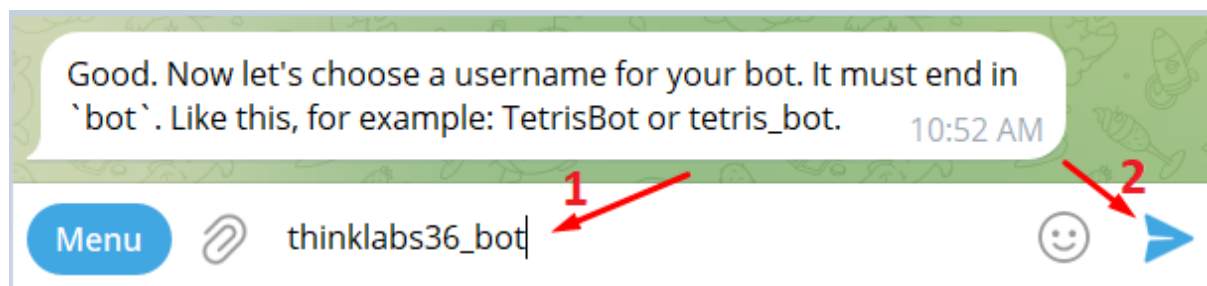 Good. Now let's choose a username for your bot. It must end in
`bot`. Like this, for example: TetrisBot or tetris_bot.
10:52 AM
1
2
Menu
thinklabs36_bot